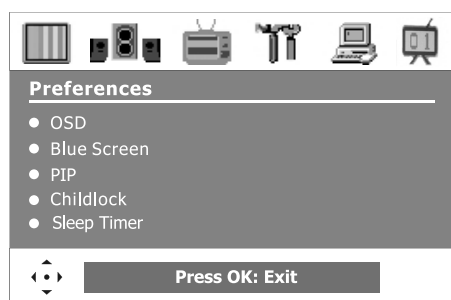 01
Preferences
OSD
Blue Screen
PIP
Childlock
Sleep Timer
Press OK: Exit